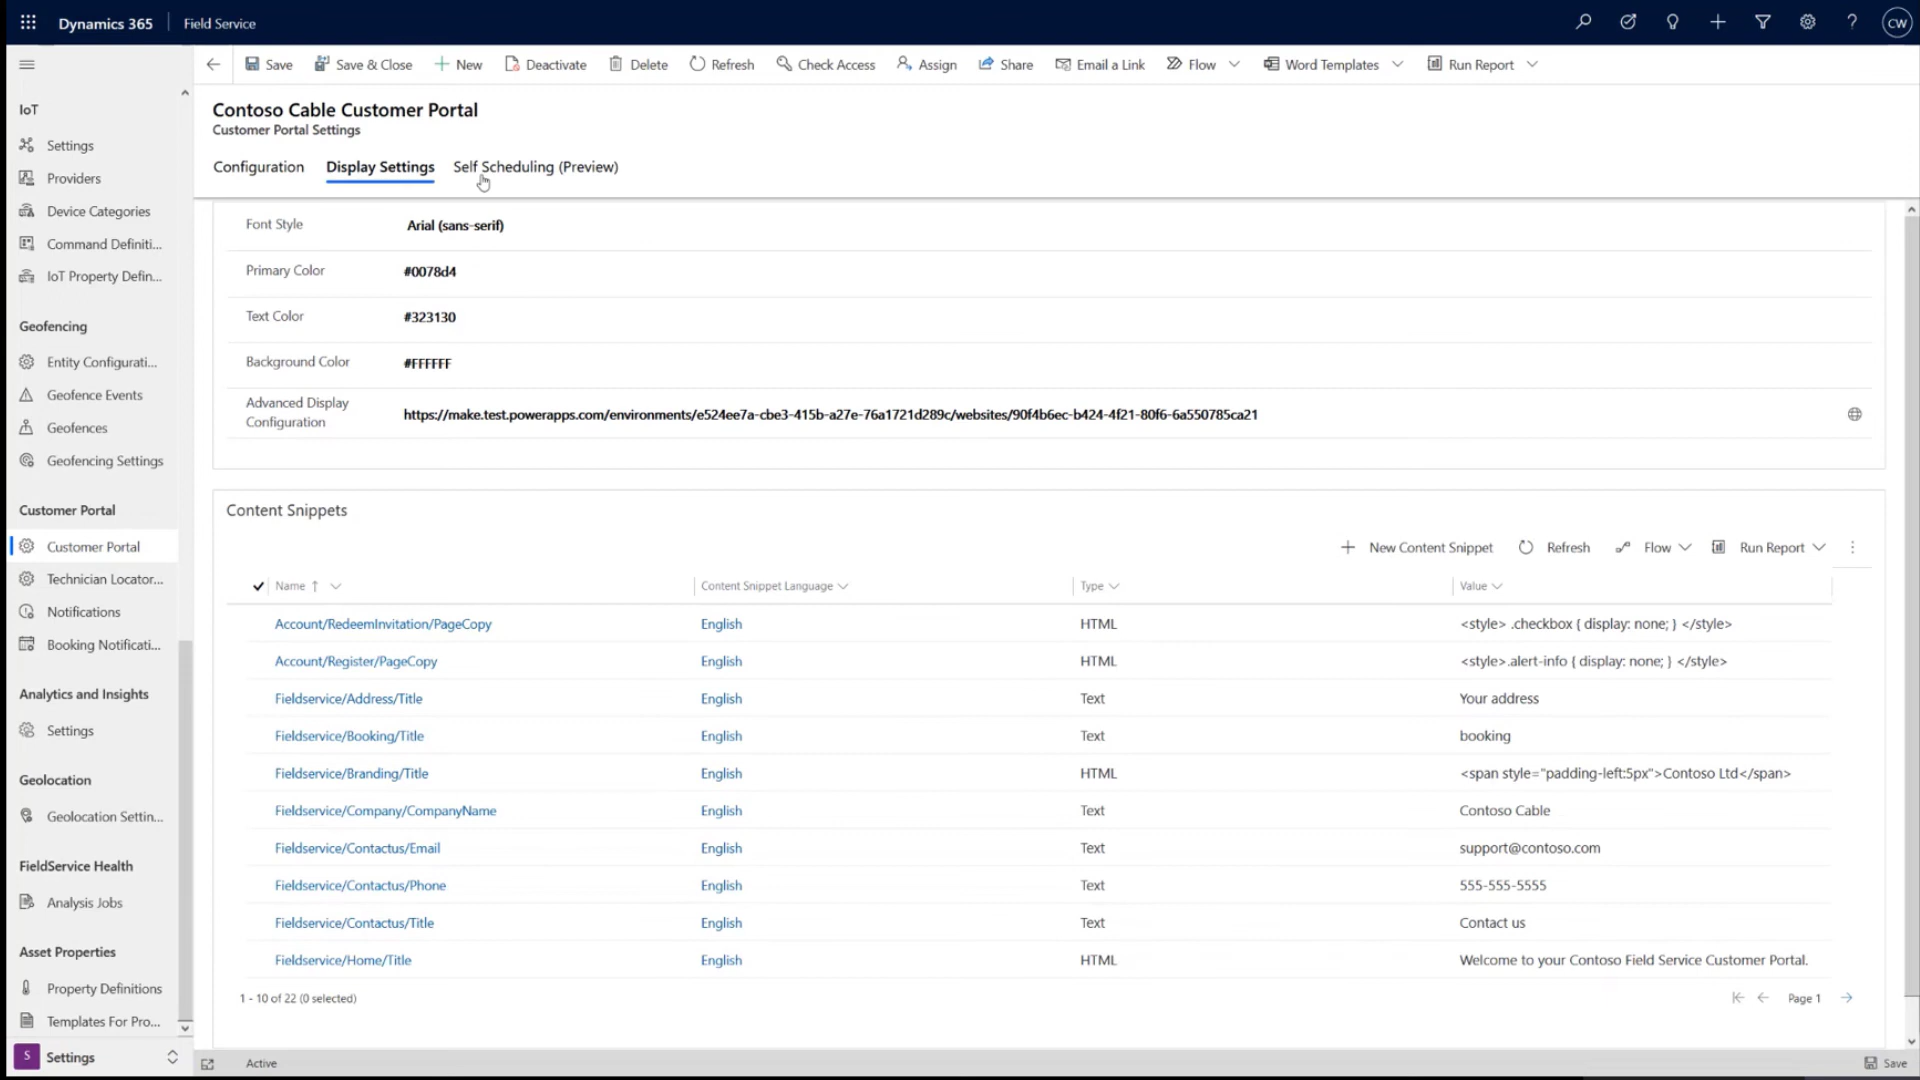 Dynamics 365 Field Service
CW
Save Save & Close New Deactivate Delete Refresh Check Access Assign Share Email a Link Flow Word Templates Run Report
IoT
Settings
Providers
Device Categories
Command Definiti...
IoT Property Defin...
Geofencing
Entity Configurati...
Geofence Events
Geofences
Geofencing Settings
Customer Portal
Customer Portal
Technician Locator...
Notifications
Booking Notificati...
Analytics and Insights
Settings
Geolocation
Geolocation Settin...
FieldService Health
Analysis Jobs
Asset Properties
Property Definitions
Templates For Pro...
S Settings
Contoso Cable Customer Portal
Customer Portal Settings
Configuration Display Settings Self Scheduling (Preview)
Font Style Arial (sans-serif)
Primary Color #0078d4
Text Color #323130
Background Color #FFFFFF
Advanced Display
Configuration https://make.test.powerapps.com/environments/e524ee7a-cbe3-415b-a27e-76a1721d289c/websites/90f4b6ec-b424-4f21-80f6-6a550785ca21
Content Snippets
New Content Snippet Refresh Flow Run Report
Name ↑ Content Snippet Language Type Value
Account/RedeemInvitation/PageCopy English HTML <style> .checkbox { display: none; } </style>
Account/Register/PageCopy English HTML <style>.alert-info { display: none; } </style>
Fieldservice/Address/Title English Text Your address
Fieldservice/Booking/Title English Text booking
Fieldservice/Branding/Title English HTML <span style="padding-left:5px">Contoso Ltd</span>
Fieldservice/Company/CompanyName English Text Contoso Cable
Fieldservice/Contactus/Email English Text support@contoso.com
Fieldservice/Contactus/Phone English Text 555-555-5555
Fieldservice/Contactus/Title English Text Contact us
Fieldservice/Home/Title English HTML Welcome to your Contoso Field Service Customer Portal.
1 - 10 of 22 (0 selected) Page 1
Active Save